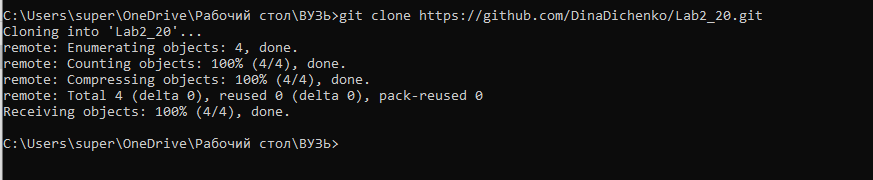 C:\Users\super\OneDrive\Рабочий стол\ВУЗЬ>git clone https://github.com/DinaDichenko/Lab2_20.git
Cloning into 'Lab2_20'...
remote: Enumerating objects: 4, done.
remote: Counting objects: 100% (4/4), done.
remote: Compressing objects: 100% (4/4), done.
remote: Total 4 (delta 0), reused 0 (delta 0), pack-reused 0
Receiving objects: 100% (4/4), done.
C:\Users\super\OneDrive\Рабочий стол\ВУЗЬ>